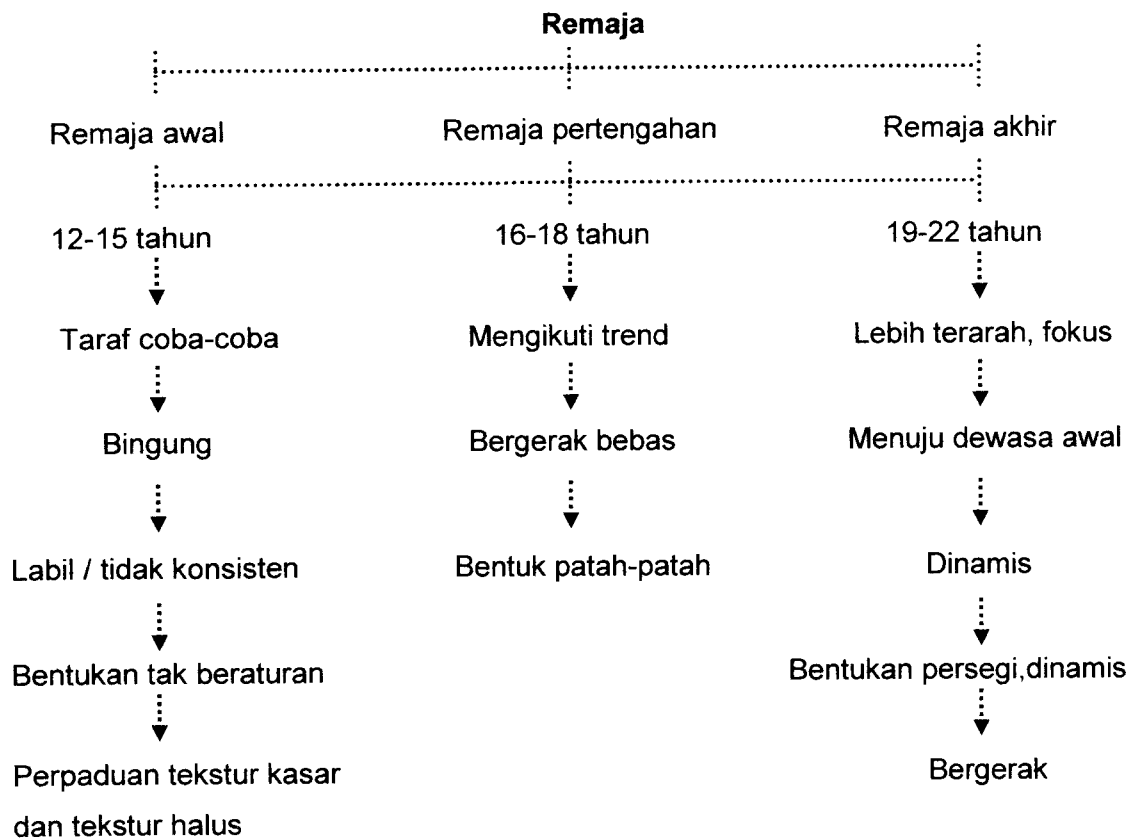 Remaja
Remaja awal Remaja pertengahan Remaja akhir
12-15 tahun 16-18 tahun 19-22 tahun
Taraf coba-coba Mengikuti trend Lebih terarah, fokus
Bingung Bergerak bebas Menuju dewasa awal
Labil / tidak konsisten Bentuk patah-patah Dinamis
Bentukan tak beraturan Bentukan persegi,dinamis
Perpaduan tekstur kasar Bergerak
dan tekstur halus